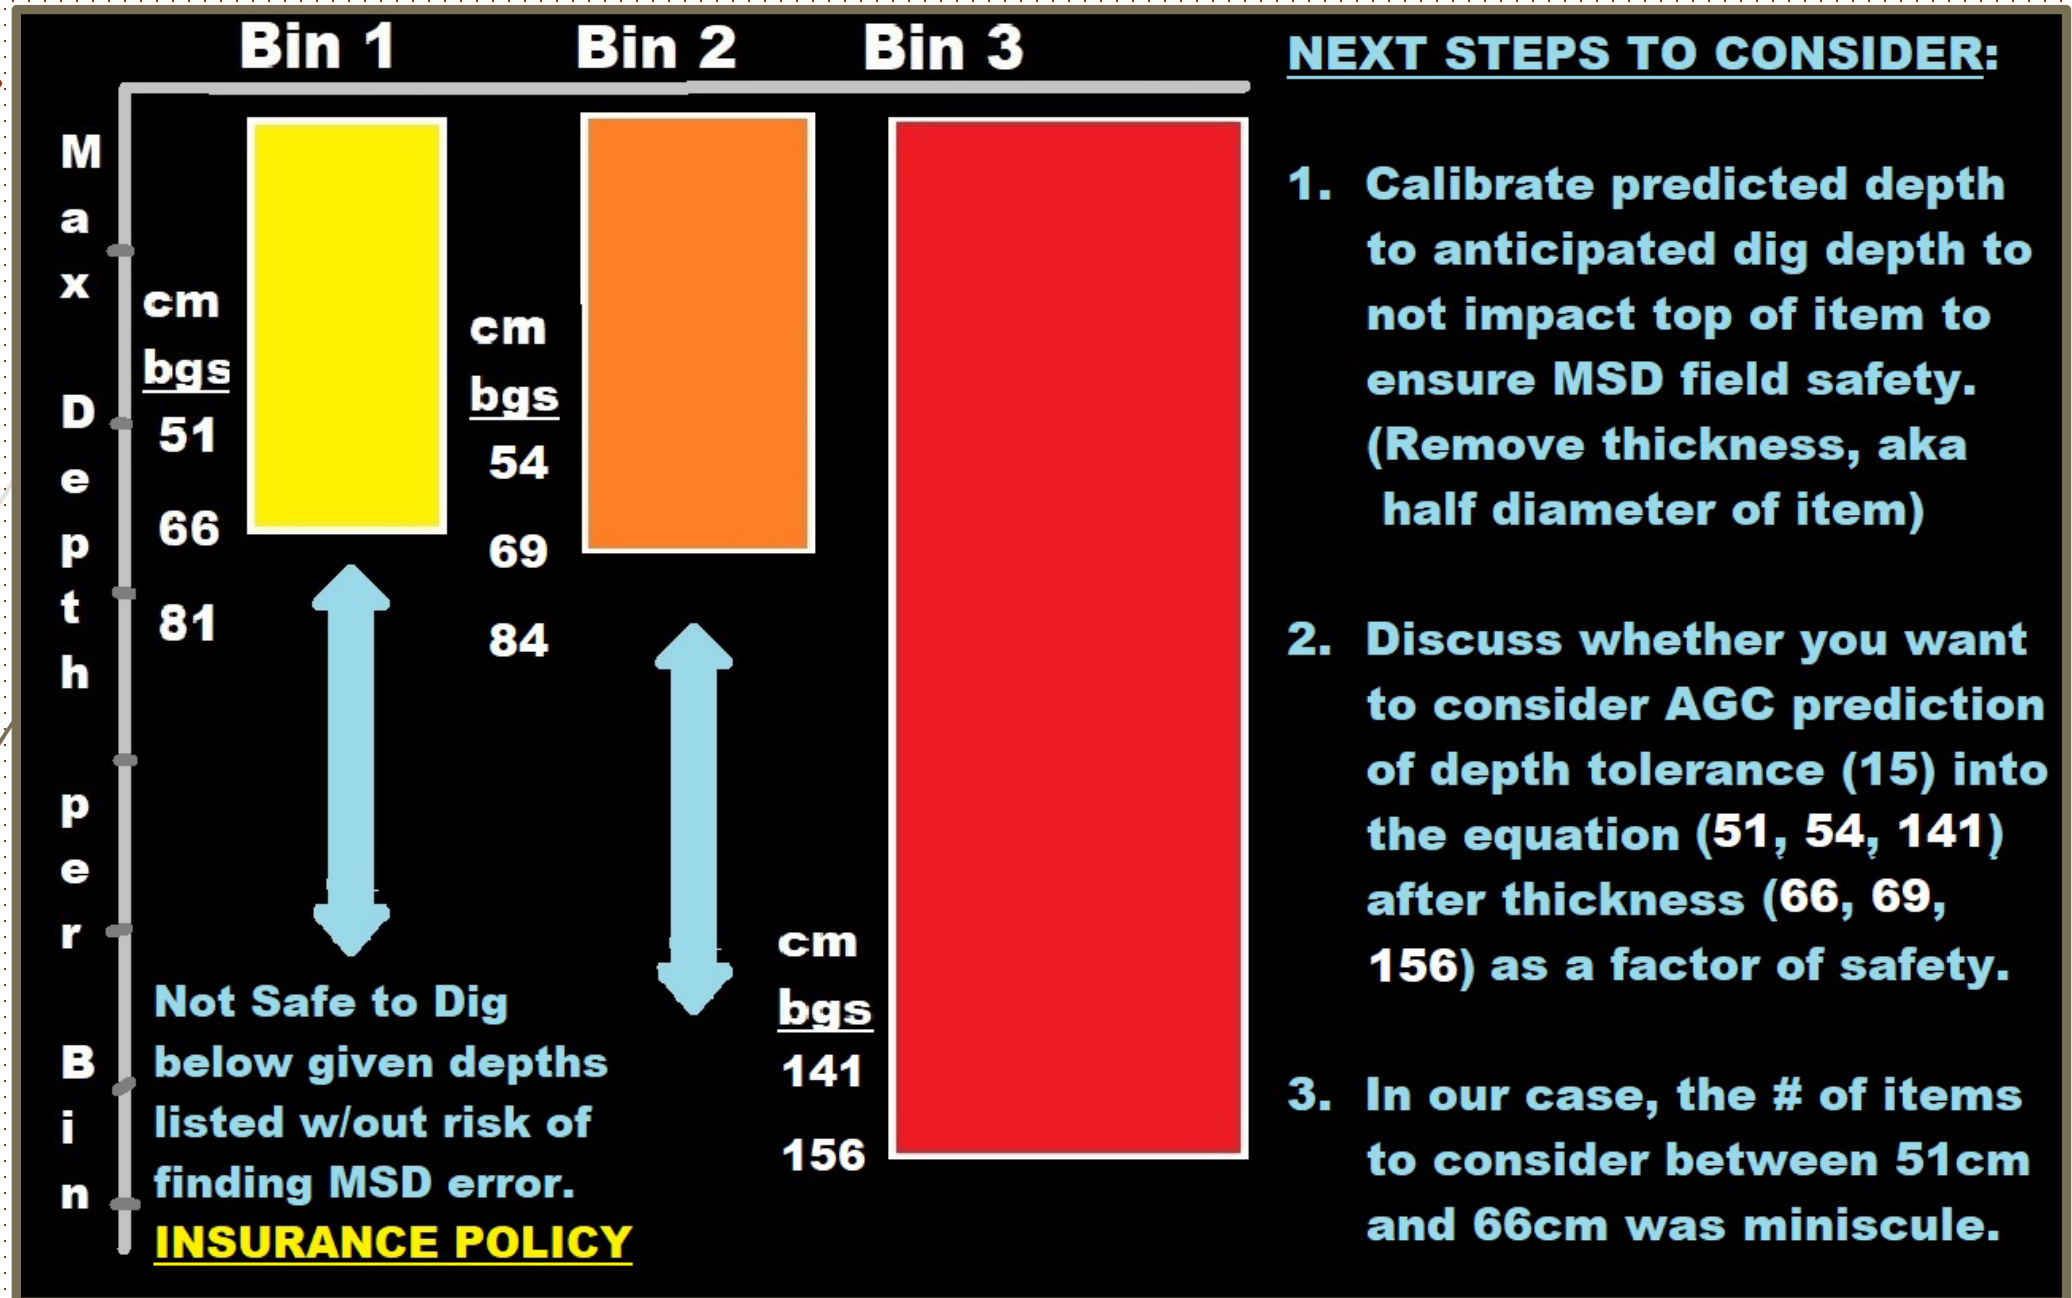 Bin 1 Bin 2 Bin 3
Max Depth per Bin
cm
bgs
51
66
81
cm
bgs
54
69
84
cm
bgs
141
156
Not Safe to Dig
below given depths
listed w/out risk of
finding MSD error.
INSURANCE POLICY
NEXT STEPS TO CONSIDER:
1. Calibrate predicted depth
to anticipated dig depth to
not impact top of item to
ensure MSD field safety.
(Remove thickness, aka
half diameter of item)
2. Discuss whether you want
to consider AGC prediction
of depth tolerance (15) into
the equation (51, 54, 141)
after thickness (66, 69,
156) as a factor of safety.
3. In our case, the # of items
to consider between 51cm
and 66cm was miniscule.